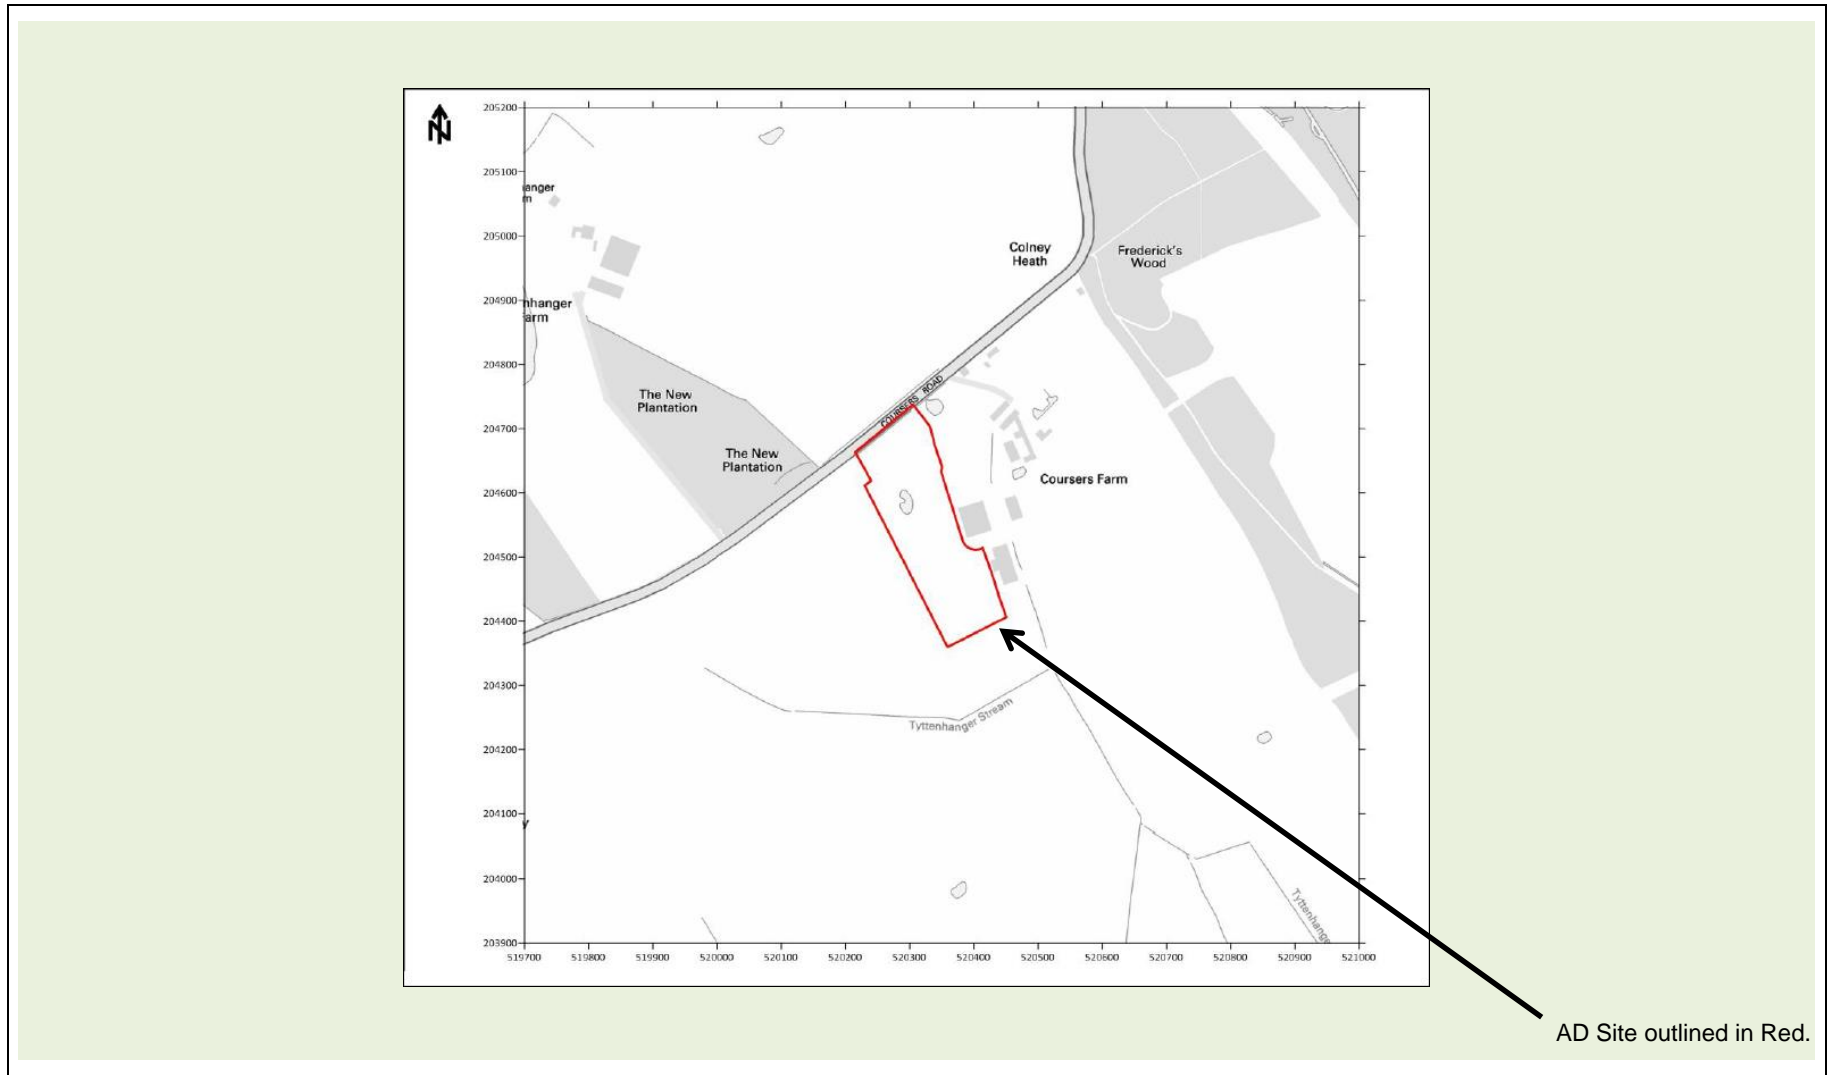 N
205200
205100
205000
204900
204800
204700
204600
204500
204400
204300
204200
204100
204000
203900
519700 519800 519900 520000 520100 520200 520300 520400 520500 520600 520700 520800 520900 521000
anger
m
nhanger
arm
Colney
Heath
Frederick's
Wood
The New
Plantation
COURSERS ROAD
The New
Plantation
Coursers Farm
Tyttenhanger Stream
y
Tyttenhange
AD Site outlined in Red.